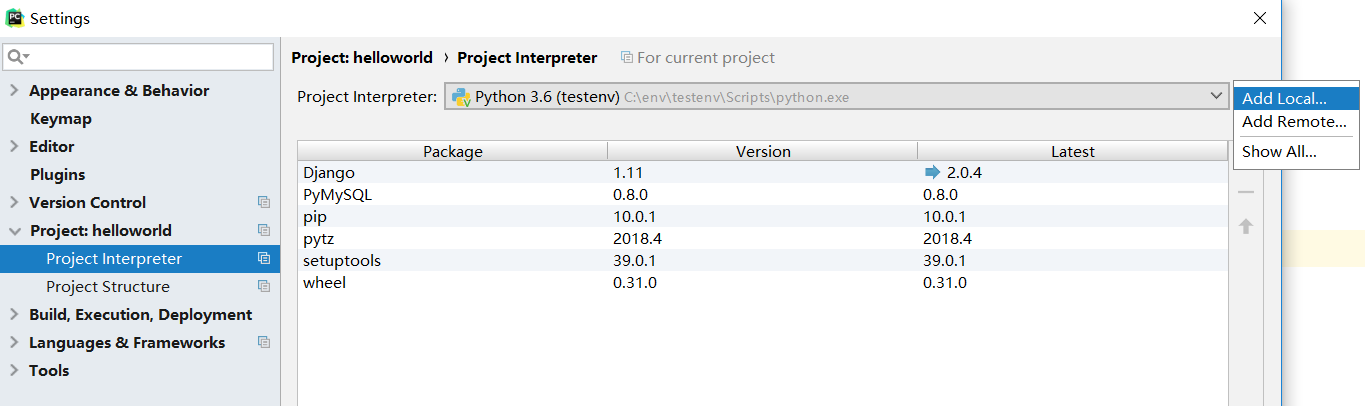 PC
Settings
Project: helloworld › Project Interpreter For current project
Appearance & Behavior
Keymap
Editor
Plugins
Version Control
Project: helloworld
Project Interpreter
Project Structure
Build, Execution, Deployment
Languages & Frameworks
Tools
Project Interpreter: Python 3.6 (testenv) C:\env\testenv\Scripts\python.exe
Add Local...
Add Remote...
Show All...
Package Version Latest
Django 1.11 2.0.4
PyMySQL 0.8.0 0.8.0
pip 10.0.1 10.0.1
pytz 2018.4 2018.4
setuptools 39.0.1 39.0.1
wheel 0.31.0 0.31.0